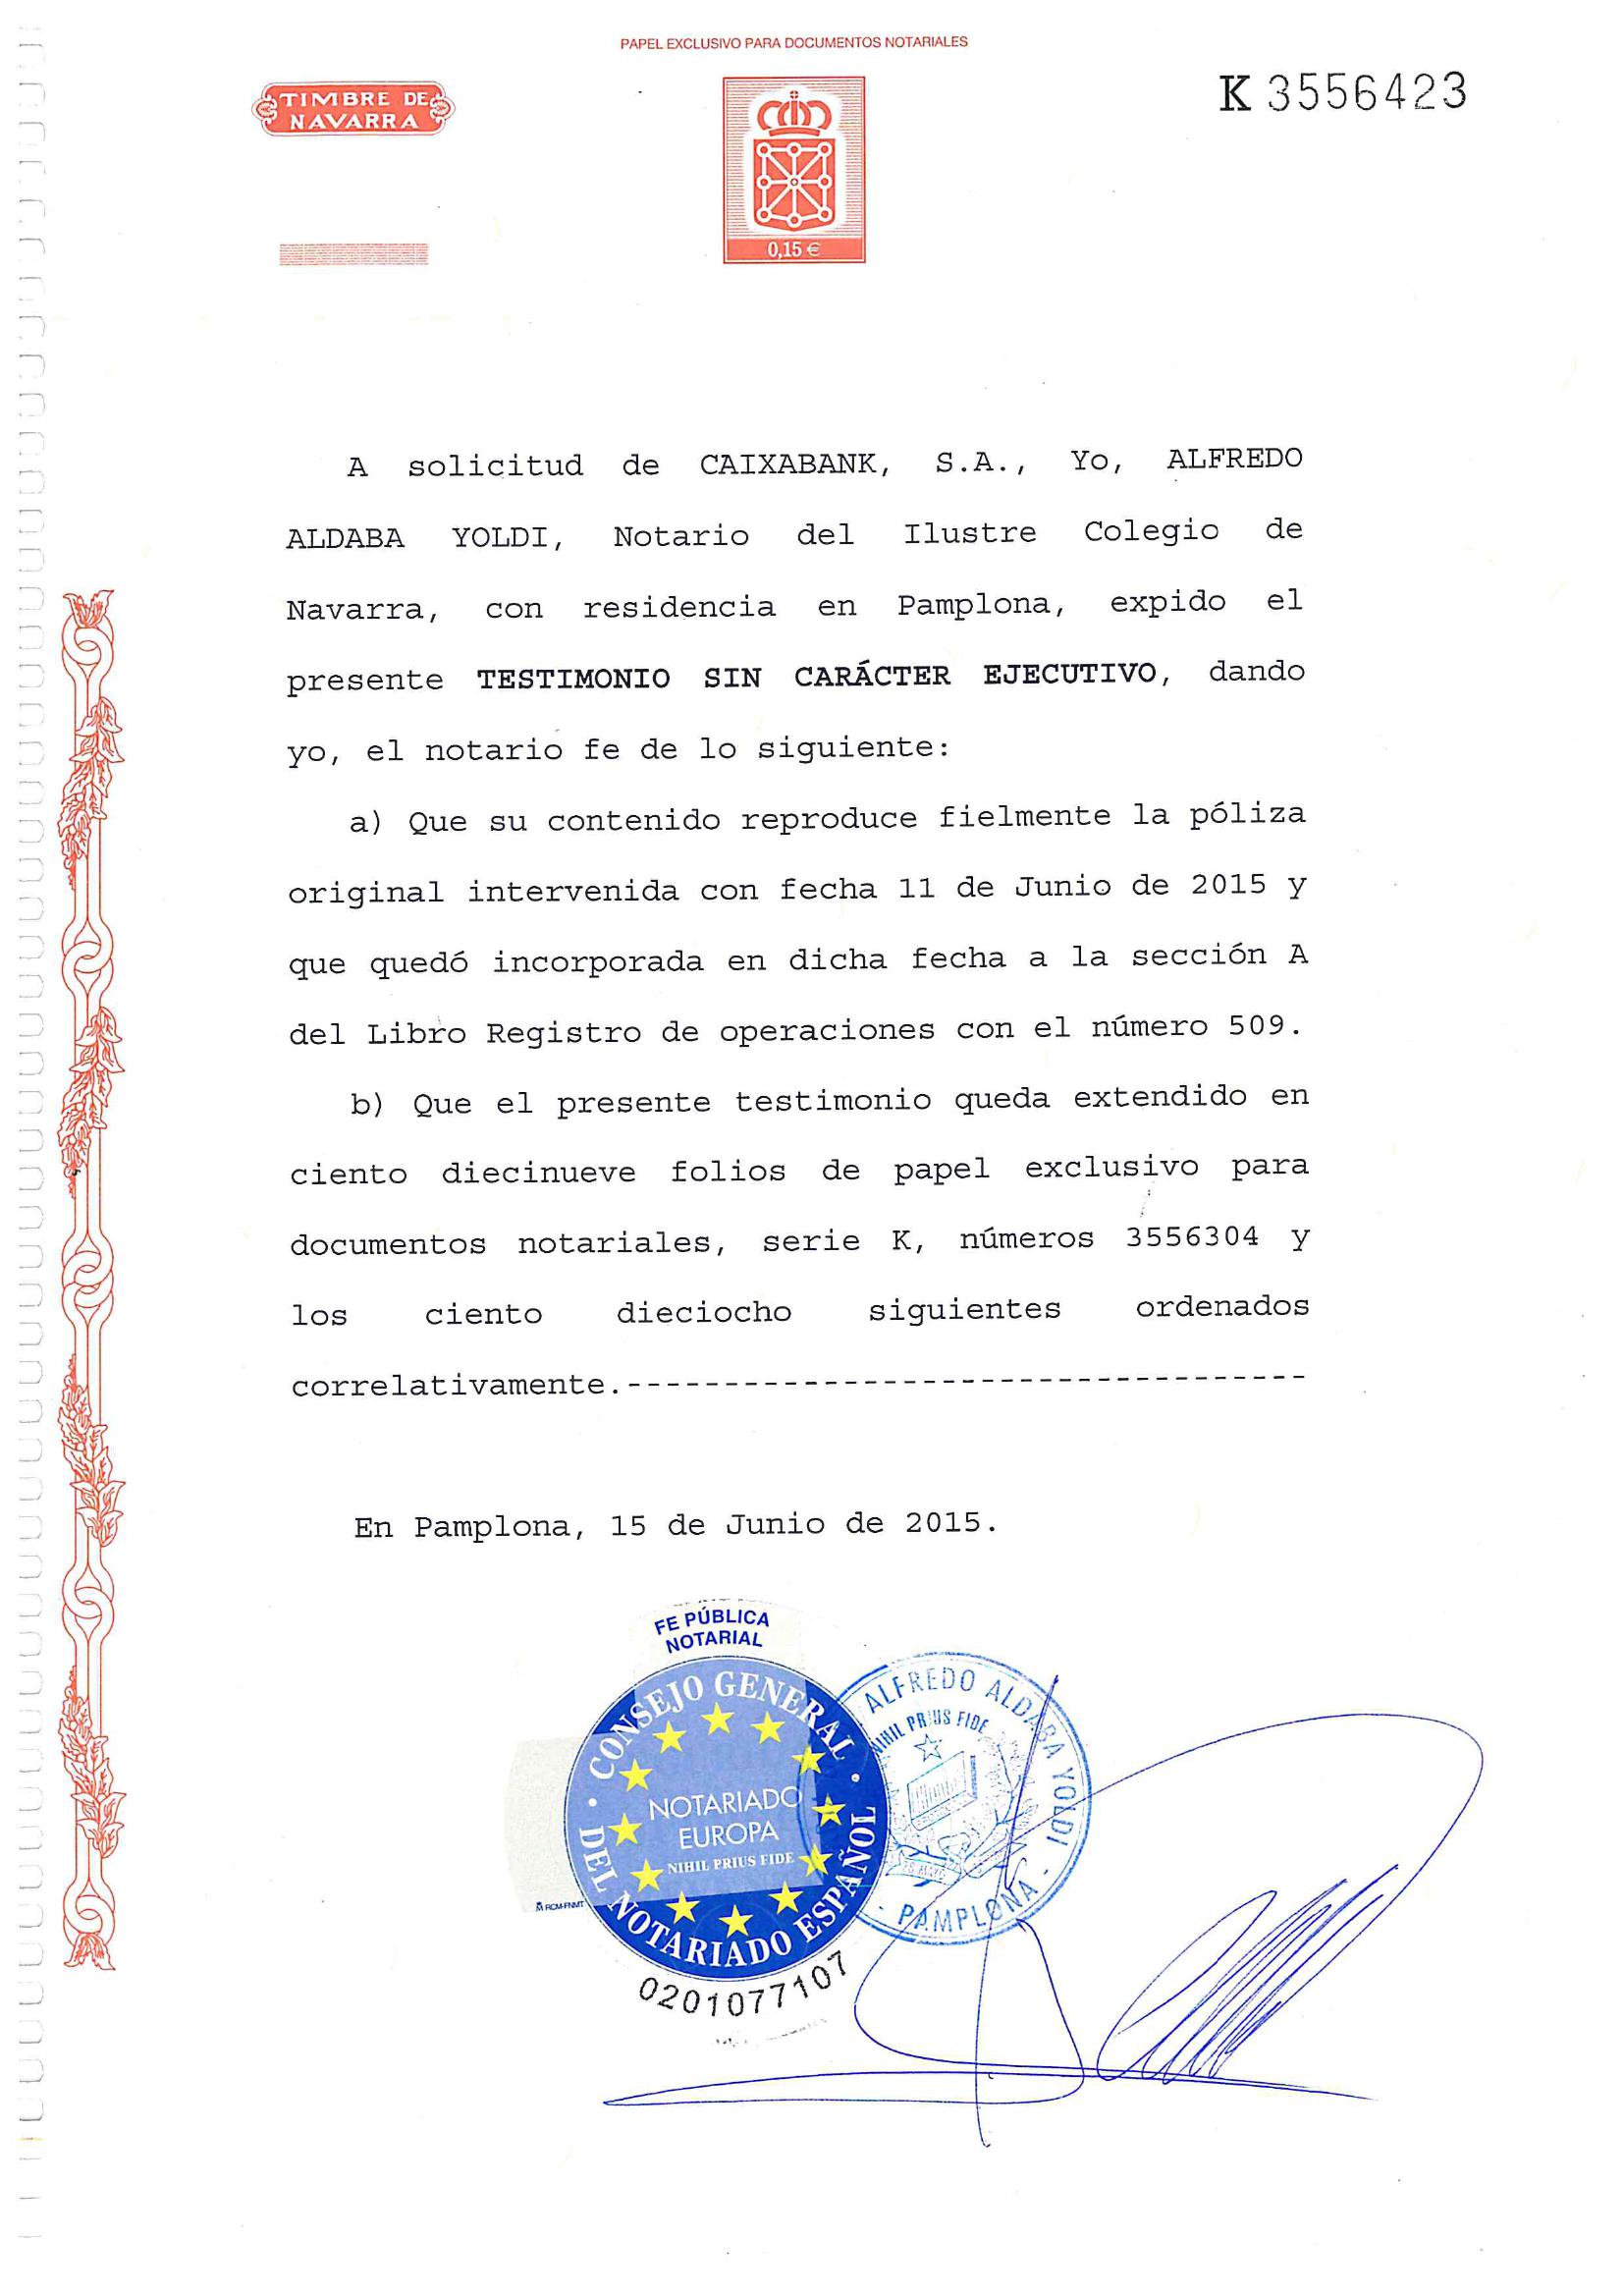 PAPEL EXCLUSIVO PARA DOCUMENTOS NOTARIALES
TIMBRE DE
NAVARRA
K 3556423
0,15 €
A solicitud de CAIXABANK, S.A., Yo, ALFREDO
ALDABA YOLDI, Notario del Ilustre Colegio de
Navarra, con residencia en Pamplona, expido el
presente TESTIMONIO SIN CARÁCTER EJECUTIVO, dando
yo, el notario fe de lo siguiente:
a) Que su contenido reproduce fielmente la póliza
original intervenida con fecha 11 de Junio de 2015 y
que quedó incorporada en dicha fecha a la sección A
del Libro Registro de operaciones con el número 509.
b) Que el presente testimonio queda extendido en
ciento diecinueve folios de papel exclusivo para
documentos notariales, serie K, números 3556304 y
los ciento dieciocho siguientes ordenados
correlativamente.-----------------------------------
En Pamplona, 15 de Junio de 2015.
FE PÚBLICA
NOTARIAL
CONSEJO GENERAL
DEL NOTARIADO ESPAÑOL
NOTARIADO
EUROPA
NIHIL PRIUS FIDE
RCM-FNMT
0201077107
ALFREDO ALDABA YOLDI
NIHIL PRIUS FIDE
- PAMPLONA -